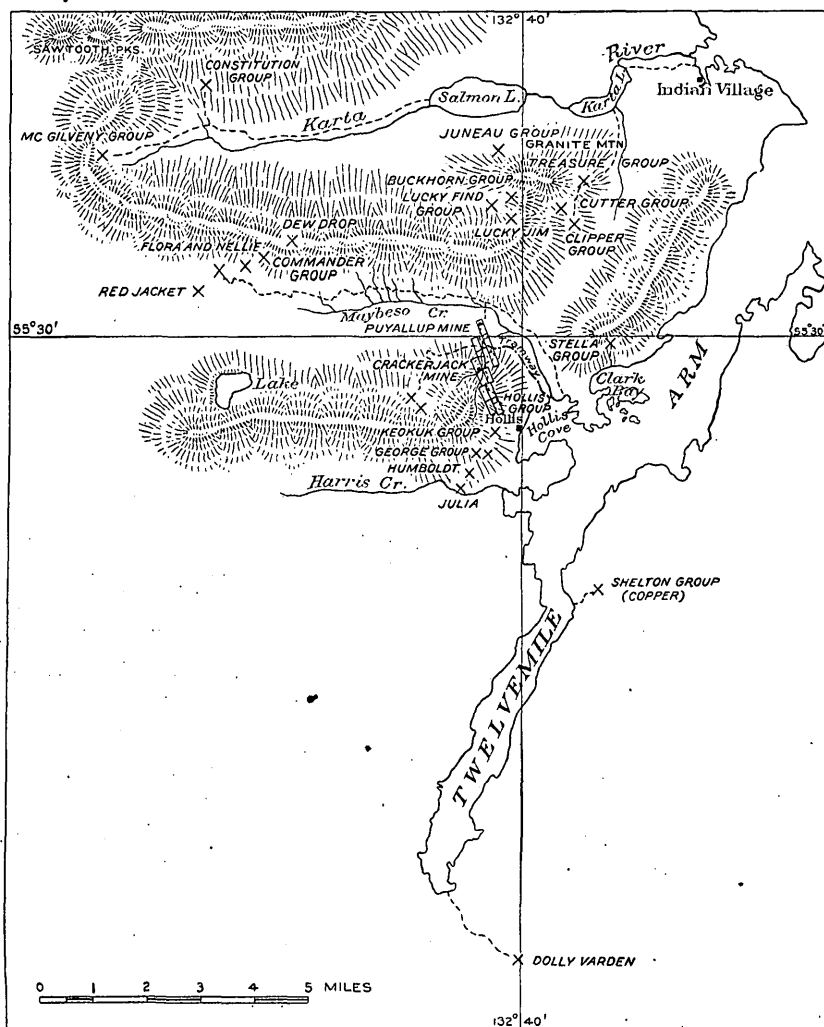 132° 40'
SAWTOOTH PKS.
CONSTITUTION
GROUP
River
Indian Village
Karta L.
Salmon L.
Karta
MC GILVENY GROUP
JUNEAU GROUP
GRANITE MTN
TREASURE GROUP
BUCKHORN GROUP
LUCKY FIND
GROUP
CUTTER GROUP
LUCKY JIM
CLIPPER
GROUP
DEW DROP
FLORA AND NELLIE
COMMANDER
GROUP
RED JACKET
Maybeso Cr.
PUYALLUP MINE
55° 30'
55° 30'
STELLA
GROUP
Tramway
CRACKERJACK
MINE
Lake
Clark
Bay
ARM
HOLLIS
GROUP
Hollis
Hollis
Cove
KEOKUK GROUP
GEORGE GROUP
HUMBOLDT
Harris Cr.
JULIA
SHELTON GROUP
(COPPER)
TWELVEMILE
DOLLY VARDEN
0 1 2 3 4 5 MILES
132° 40'